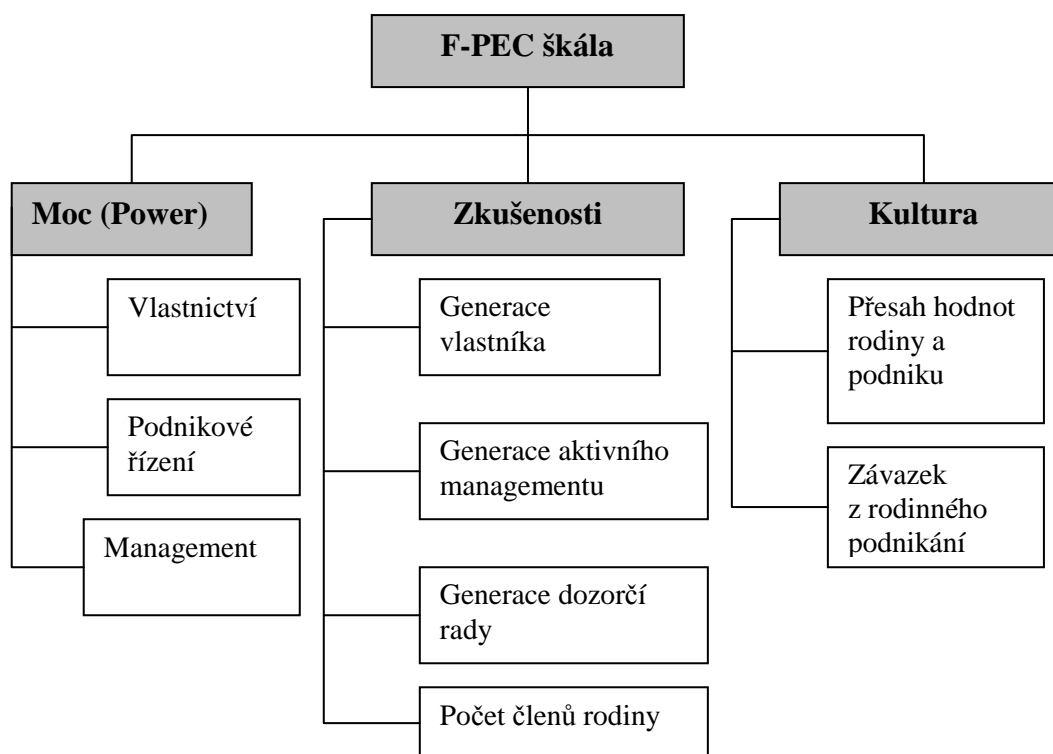 F-PEC škála
Moc (Power)
Vlastnictví
Podnikové
řízení
Management
Zkušenosti
Generace
vlastníka
Generace aktivního
managementu
Generace dozorčí
rady
Počet členů rodiny
Kultura
Přesah hodnot
rodiny a
podniku
Závazek
z rodinného
podnikání